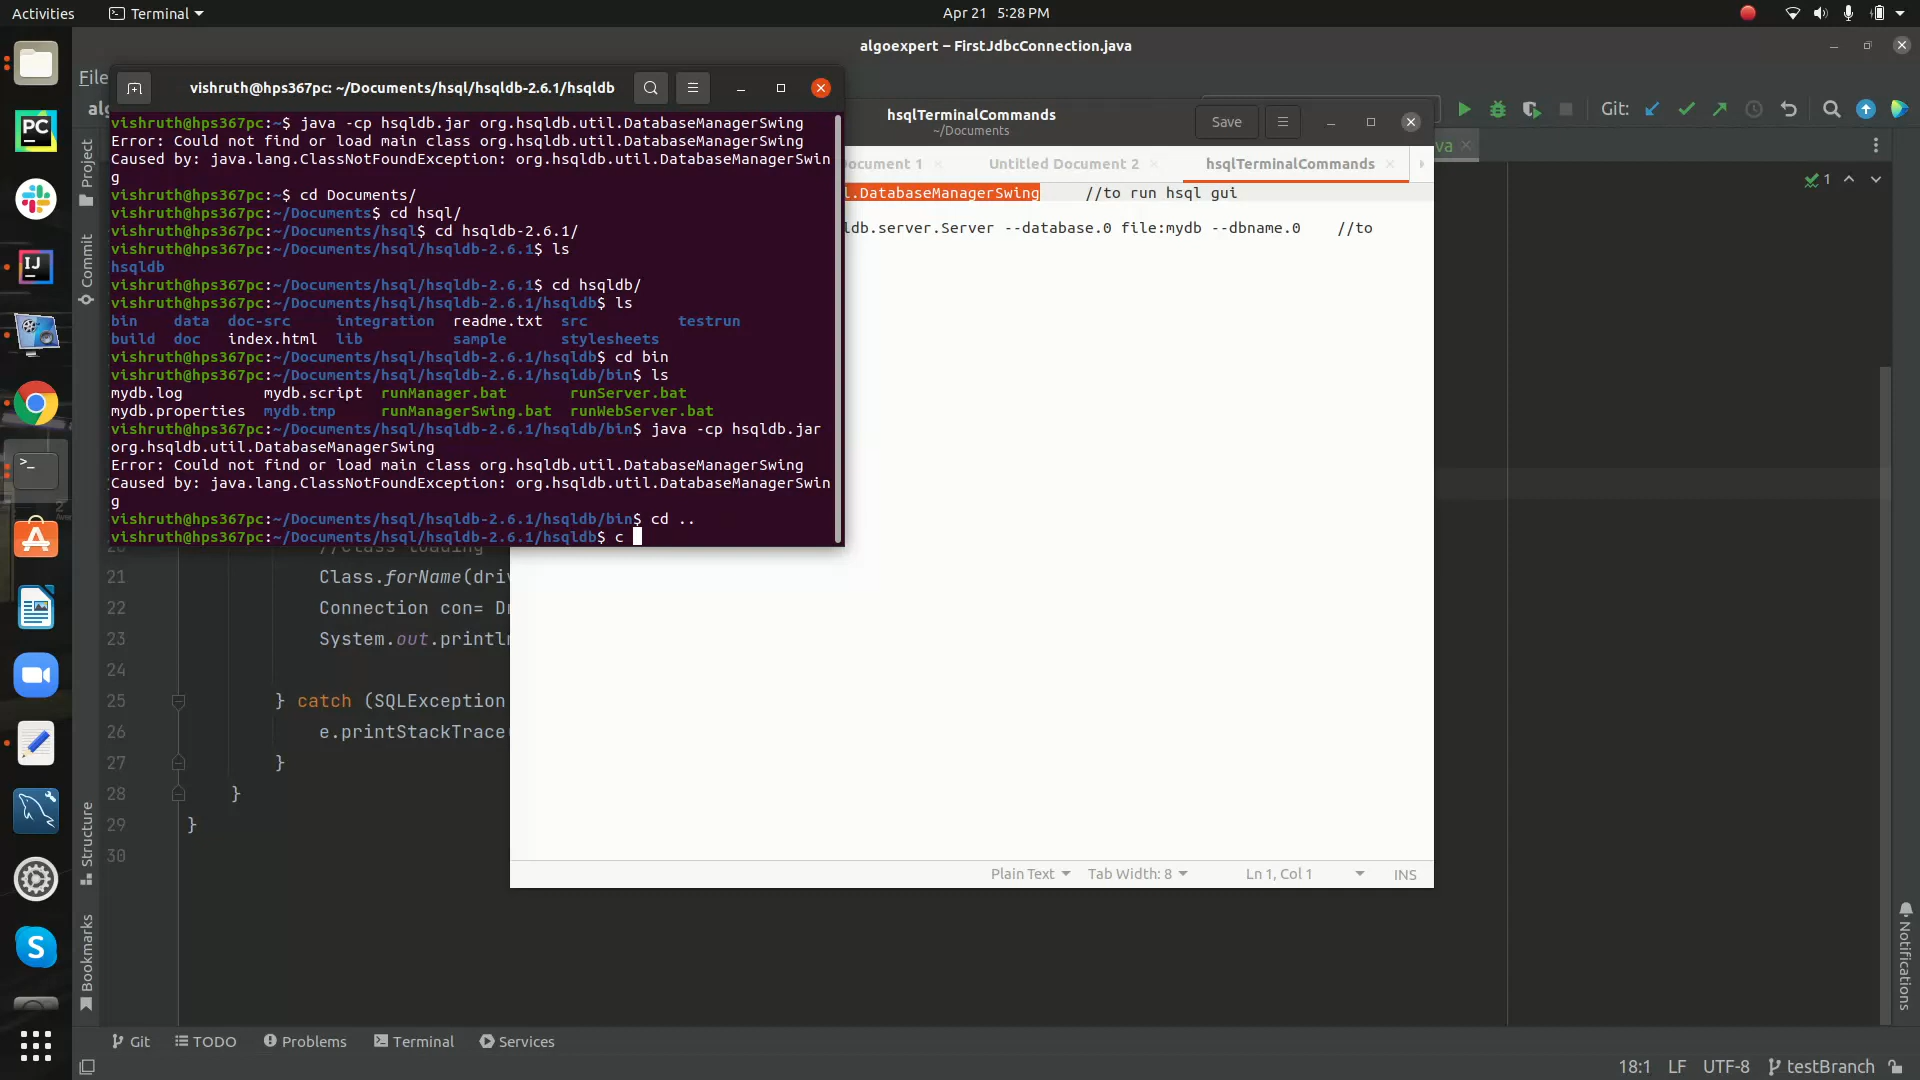 Activities
Terminal
Apr 21 5:28 PM
algoexpert – FirstJdbcConnection.java
File
vishruth@hps367pc: ~/Documents/hsql/hsqldb-2.6.1/hsqldb
vishruth@hps367pc:~$ java -cp hsqldb.jar org.hsqldb.util.DatabaseManagerSwing
Error: Could not find or load main class org.hsqldb.util.DatabaseManagerSwing
Caused by: java.lang.ClassNotFoundException: org.hsqldb.util.DatabaseManagerSwin
g
vishruth@hps367pc:~$ cd Documents/
vishruth@hps367pc:~/Documents$ cd hsql/
vishruth@hps367pc:~/Documents/hsql$ cd hsqldb-2.6.1/
vishruth@hps367pc:~/Documents/hsql/hsqldb-2.6.1$ ls
hsqldb
vishruth@hps367pc:~/Documents/hsql/hsqldb-2.6.1$ cd hsqldb/
vishruth@hps367pc:~/Documents/hsql/hsqldb-2.6.1/hsqldb$ ls
bin data doc-src integration readme.txt src testrun
build doc index.html lib sample stylesheets
vishruth@hps367pc:~/Documents/hsql/hsqldb-2.6.1/hsqldb$ cd bin
vishruth@hps367pc:~/Documents/hsql/hsqldb-2.6.1/hsqldb/bin$ ls
mydb.log mydb.script runManager.bat runServer.bat
mydb.properties mydb.tmp runManagerSwing.bat runWebServer.bat
vishruth@hps367pc:~/Documents/hsql/hsqldb-2.6.1/hsqldb/bin$ java -cp hsqldb.jar
org.hsqldb.util.DatabaseManagerSwing
Error: Could not find or load main class org.hsqldb.util.DatabaseManagerSwing
Caused by: java.lang.ClassNotFoundException: org.hsqldb.util.DatabaseManagerSwin
g
vishruth@hps367pc:~/Documents/hsql/hsqldb-2.6.1/hsqldb/bin$ cd ..
vishruth@hps367pc:~/Documents/hsql/hsqldb-2.6.1/hsqldb$ c
hsqlTerminalCommands
~/Documents
Save
ocument 1
Untitled Document 2
hsqlTerminalCommands
l.DatabaseManagerSwing //to run hsql gui
ldb.server.Server --database.0 file:mydb --dbname.0 //to
Plain Text
Tab Width: 8
Ln 1, Col 1
INS
Git:
va
1
alg
Project
Commit
Structure
Bookmarks
Notifications
//Class loading
21 Class.forName(driv
22 Connection con= D
23 System.out.println
24
25 } catch (SQLException
26 e.printStackTrace
27 }
28 }
29 }
30
PC
IJ
S
Git
TODO
Problems
Terminal
Services
18:1
LF
UTF-8
testBranch